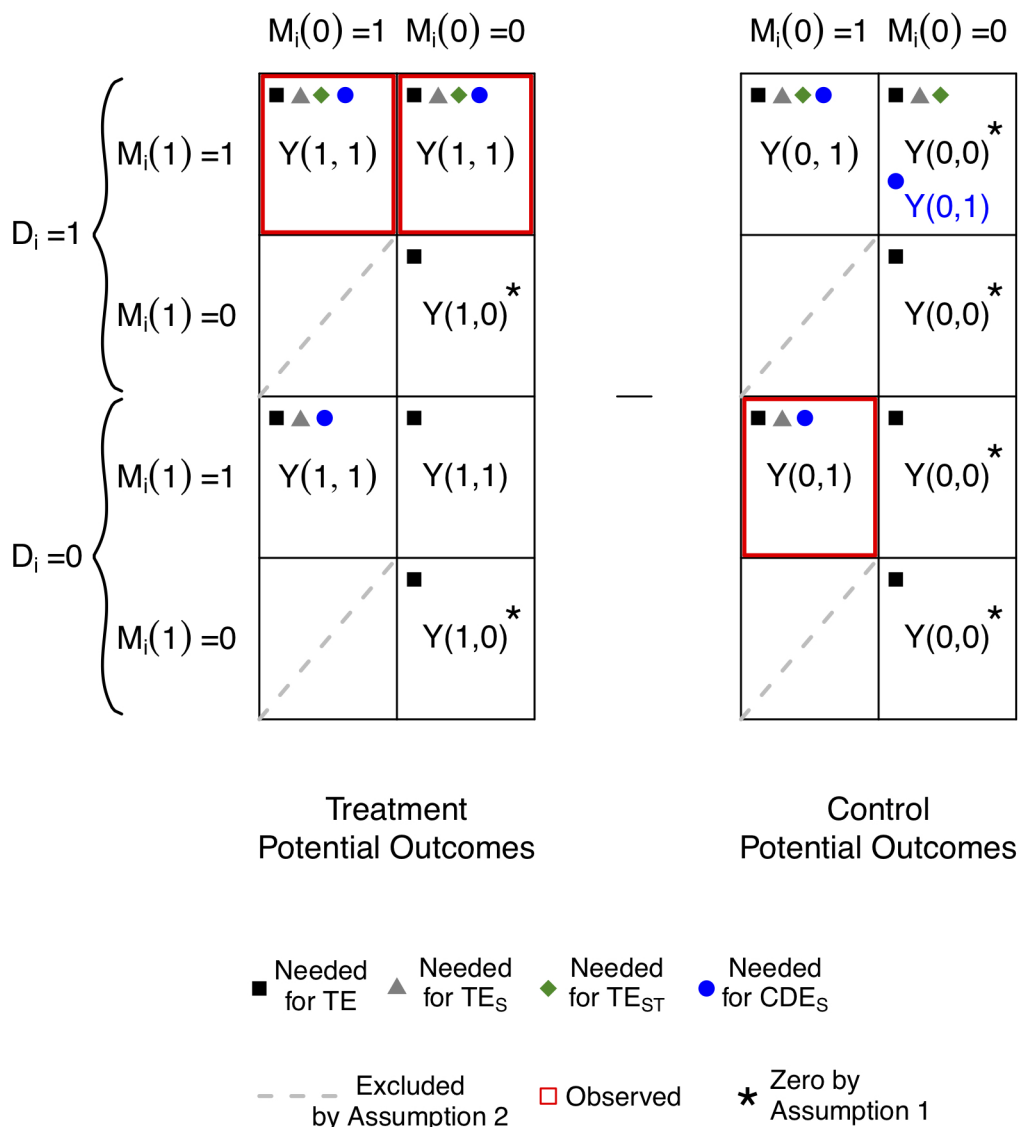 Mᵢ(0) =1 Mᵢ(0) =0 Mᵢ(0) =1 Mᵢ(0) =0
Mᵢ(1) =1 Y(1, 1) Y(1, 1) Y(0, 1) Y(0,0)*
Y(0,1)
Dᵢ =1
Mᵢ(1) =0 Y(1,0)* Y(0,0)*
—
Mᵢ(1) =1 Y(1, 1) Y(1,1) Y(0,1) Y(0,0)*
Dᵢ =0
Mᵢ(1) =0 Y(1,0)* Y(0,0)*
Treatment
Potential Outcomes
Control
Potential Outcomes
Needed
for TE
Needed
for TE_S
Needed
for TE_ST
Needed
for CDE_S
Excluded
by Assumption 2
Observed
* Zero by
Assumption 1